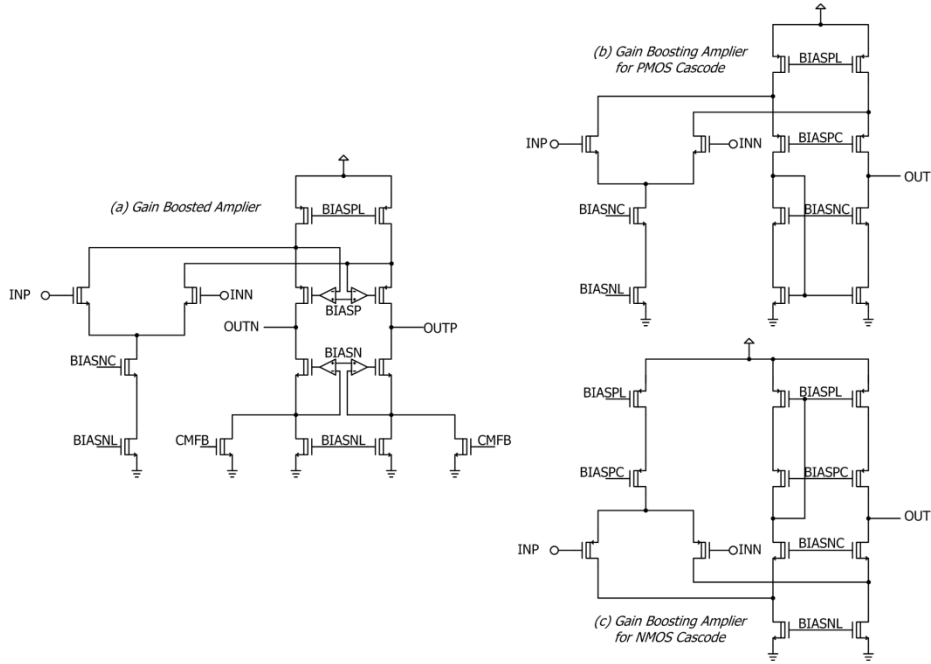 (a) Gain Boosted Amplier
BIASPL
INP
INN
BIASP
OUTN
OUTP
BIASNC
BIASN
BIASNL
CMFB
BIASNL
CMFB
(b) Gain Boosting Amplier
for PMOS Cascode
BIASPL
INP
INN
BIASPC
OUT
BIASNC
BIASNC
BIASNL
BIASPL
BIASPL
BIASPC
BIASPC
OUT
INP
INN
BIASNC
(c) Gain Boosting Amplier
for NMOS Cascode
BIASNL